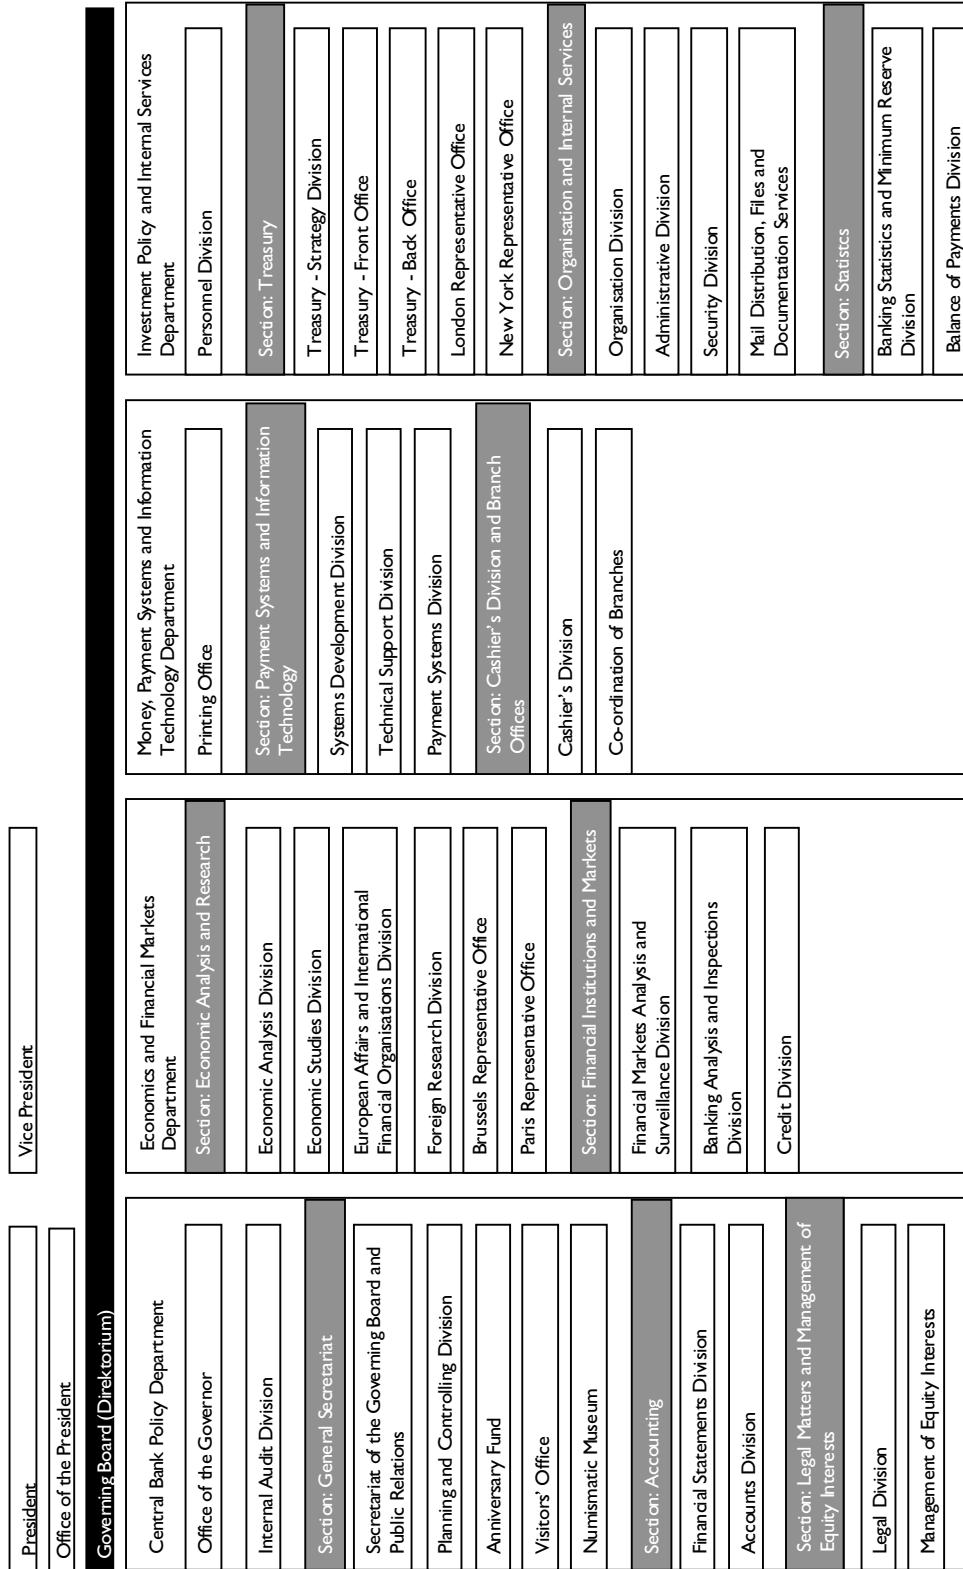 President
Office of the President
Vice President
Governing Board (Direktorium)
Central Bank Policy Department
Office of the Governor
Internal Audit Division
Section: General Secretariat
Secretariat of the Governing Board and
Public Relations
Planning and Controlling Division
Anniversary Fund
Visitors' Office
Numismatic Museum
Section: Accounting
Financial Statements Division
Accounts Division
Section: Legal Matters and Management of
Equity Interests
Legal Division
Management of Equity Interests
Economics and Financial Markets
Department
Section: Economic Analysis and Research
Economic Analysis Division
Economic Studies Division
European Affairs and International
Financial Organisations Division
Foreign Research Division
Brussels Representative Office
Paris Representative Office
Section: Financial Institutions and Markets
Financial Markets Analysis and
Surveillance Division
Banking Analysis and Inspections
Division
Credit Division
Money, Payment Systems and Information
Technology Department
Printing Office
Section: Payment Systems and Information
Technology
Systems Development Division
Technical Support Division
Payment Systems Division
Section: Cashier's Division and Branch
Offices
Cashier's Division
Co-ordination of Branches
Investment Policy and Internal Services
Department
Personnel Division
Section: Treasury
Treasury - Strategy Division
Treasury - Front Office
Treasury - Back Office
London Representative Office
New York Representative Office
Section: Organisation and Internal Services
Organisation Division
Administrative Division
Security Division
Mail Distribution, Files and
Documentation Services
Section: Statistcs
Banking Statistics and Minimum Reserve
Division
Balance of Payments Division